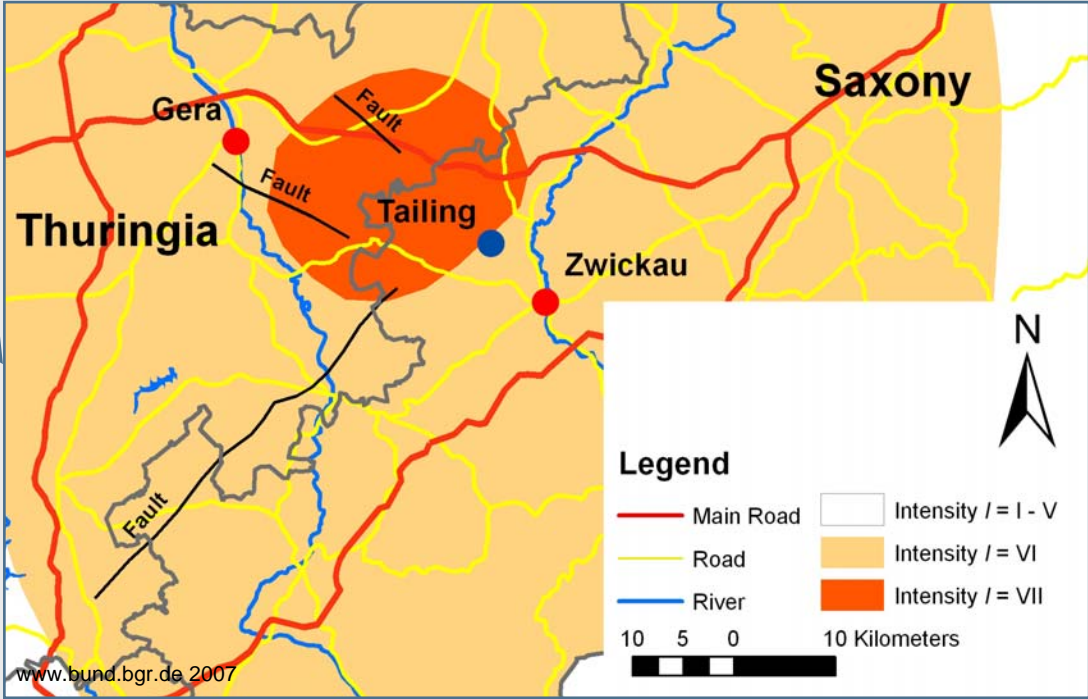 Saxony
Gera
Fault
Fault
Tailing
Thuringia
Zwickau
N
Fault
Legend
Main Road
Road
River
Intensity I = I - V
Intensity I = VI
Intensity I = VII
10 5 0 10 Kilometers
www.bund.bgr.de 2007